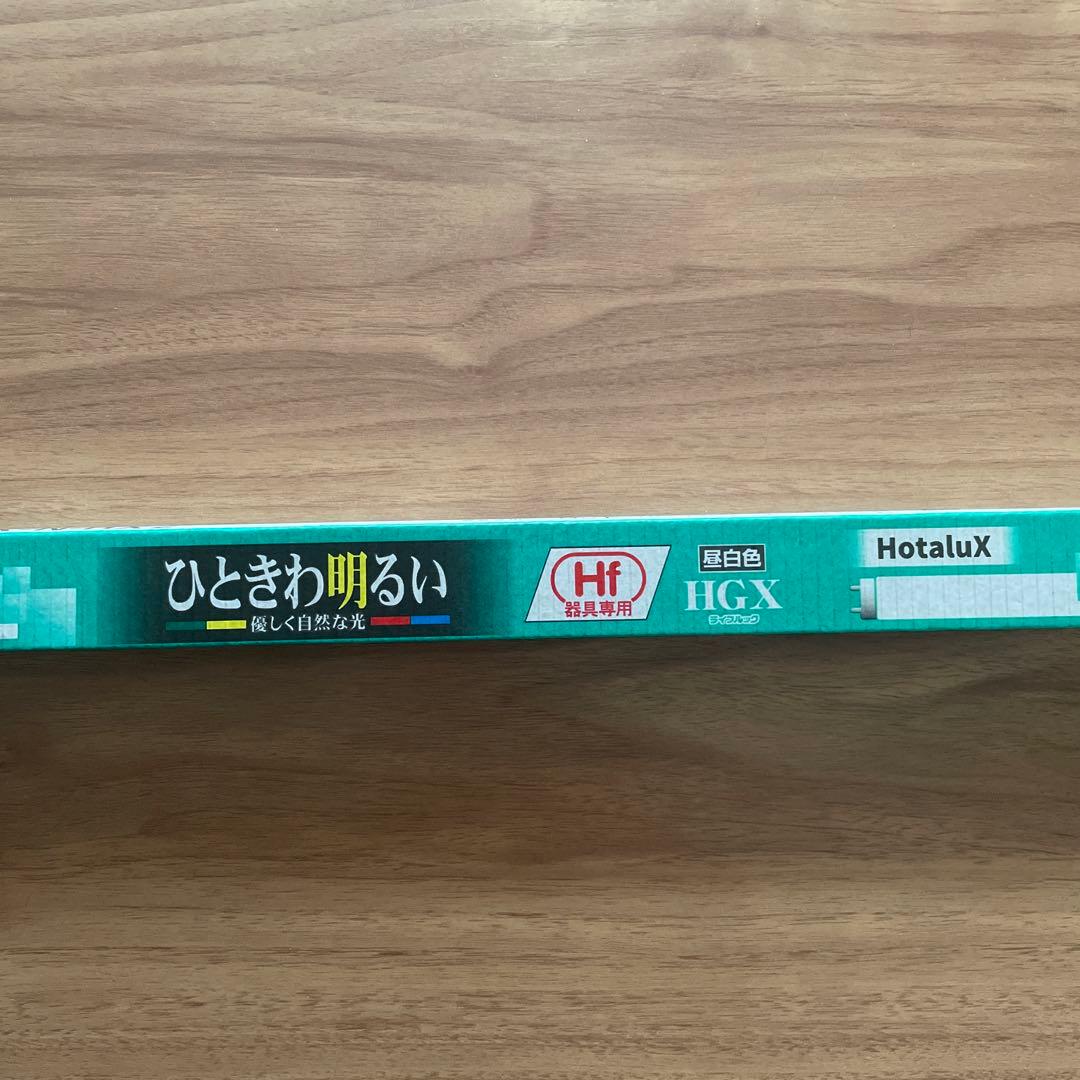 ひときわ明るい
優しく自然な光
Hf
器具専用
昼白色
HGX
ライフルック
HotaluX